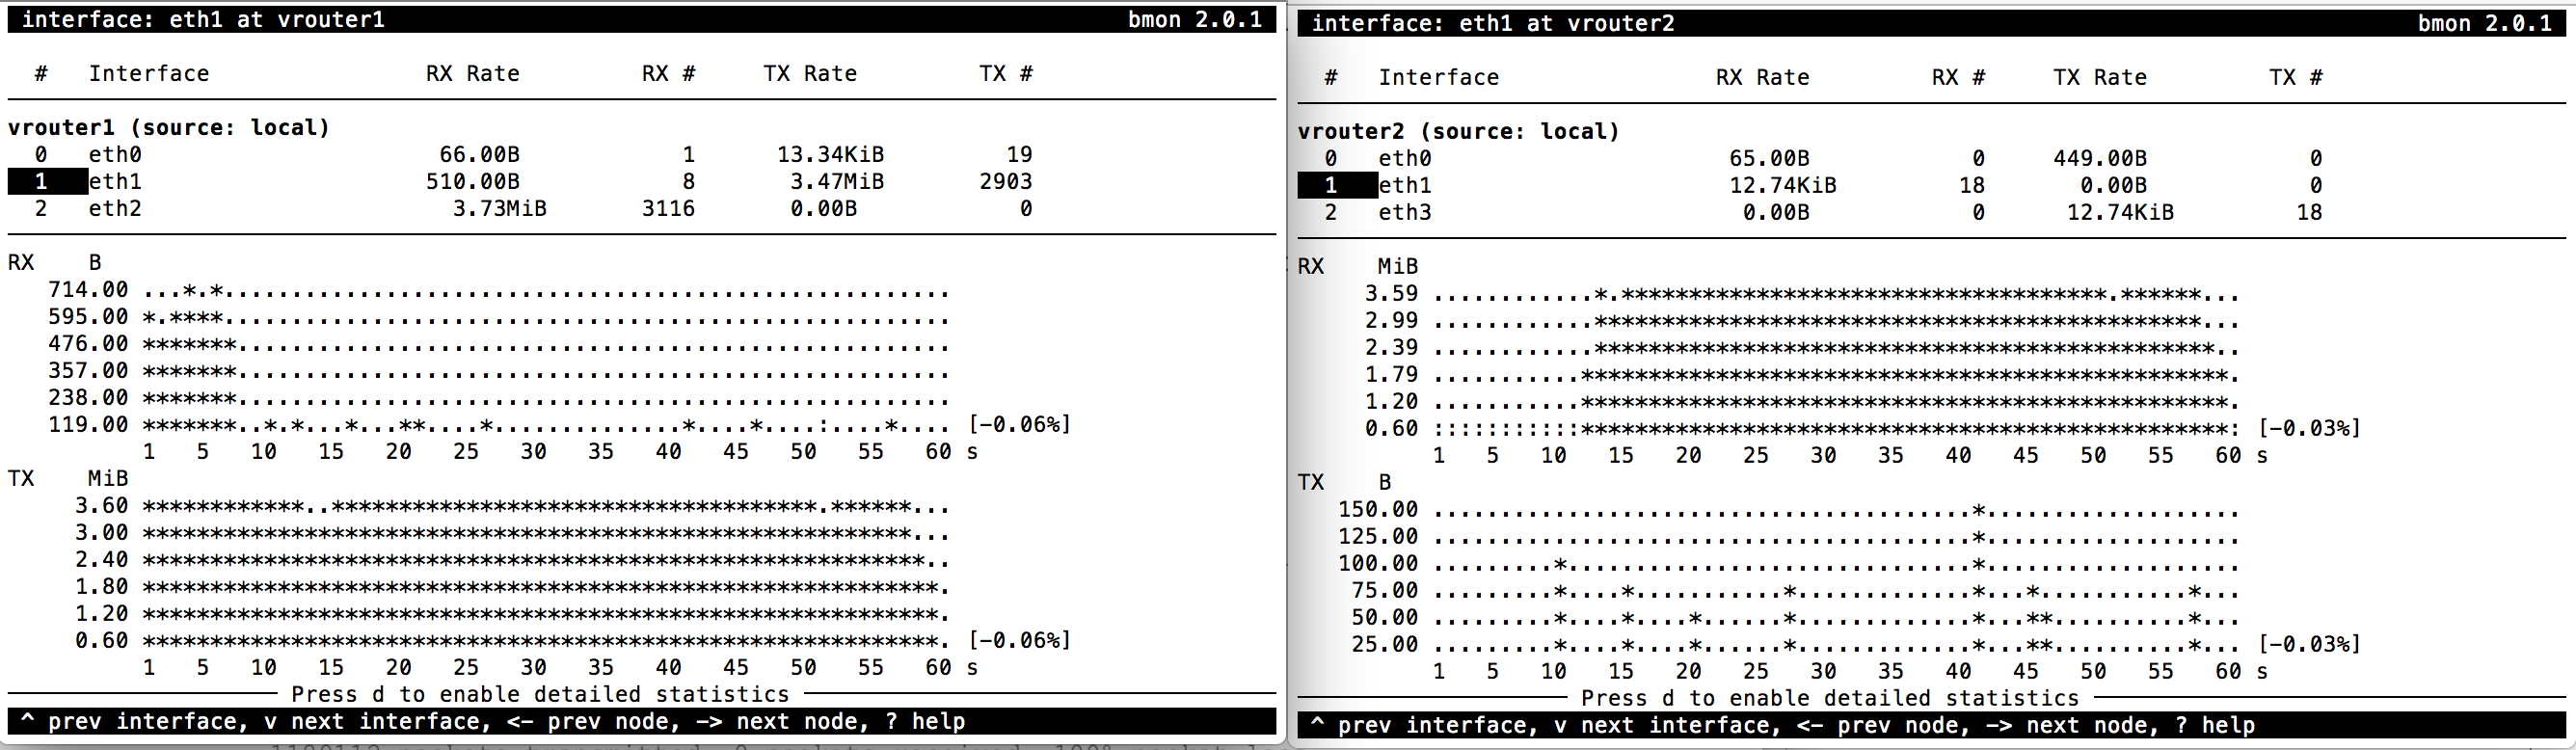 interface: eth1 at vrouter1 bmon 2.0.1
# Interface RX Rate RX # TX Rate TX #
vrouter1 (source: local)
0 eth0 66.00B 1 13.34KiB 19
1 eth1 510.00B 8 3.47MiB 2903
2 eth2 3.73MiB 3116 0.00B 0
RX B
714.00 ...*.*......................................................
595.00 *.****......................................................
476.00 *******.....................................................
357.00 *******.....................................................
238.00 *******.....................................................
119.00 *******..*.*...*...**....*..............*....*....:....*.... [-0.06%]
1 5 10 15 20 25 30 35 40 45 50 55 60 s
TX MiB
3.60 ************..************************************.******...
3.00 *********************************************************...
2.40 **********************************************************..
1.80 ***********************************************************.
1.20 ***********************************************************.
0.60 ***********************************************************. [-0.06%]
1 5 10 15 20 25 30 35 40 45 50 55 60 s
Press d to enable detailed statistics
^ prev interface, v next interface, <- prev node, -> next node, ? help
interface: eth1 at vrouter2 bmon 2.0.1
# Interface RX Rate RX # TX Rate TX #
vrouter2 (source: local)
0 eth0 65.00B 0 449.00B 0
1 eth1 12.74KiB 18 0.00B 0
2 eth3 0.00B 0 12.74KiB 18
RX MiB
3.59 ............*.************************************.******...
2.99 ............*********************************************...
2.39 ............**********************************************..
1.79 ...........************************************************.
1.20 ...........************************************************.
0.60 :::::::::::************************************************: [-0.03%]
1 5 10 15 20 25 30 35 40 45 50 55 60 s
TX B
150.00 ........................................*...................
125.00 ........................................*...................
100.00 .........*..............................*...................
75.00 .........*....*...........*.............*...*...........*...
50.00 .........*....*....*......*.............*...**..........*...
25.00 .........*....*....*......*.............*...**..........*... [-0.03%]
1 5 10 15 20 25 30 35 40 45 50 55 60 s
Press d to enable detailed statistics
^ prev interface, v next interface, <- prev node, -> next node, ? help